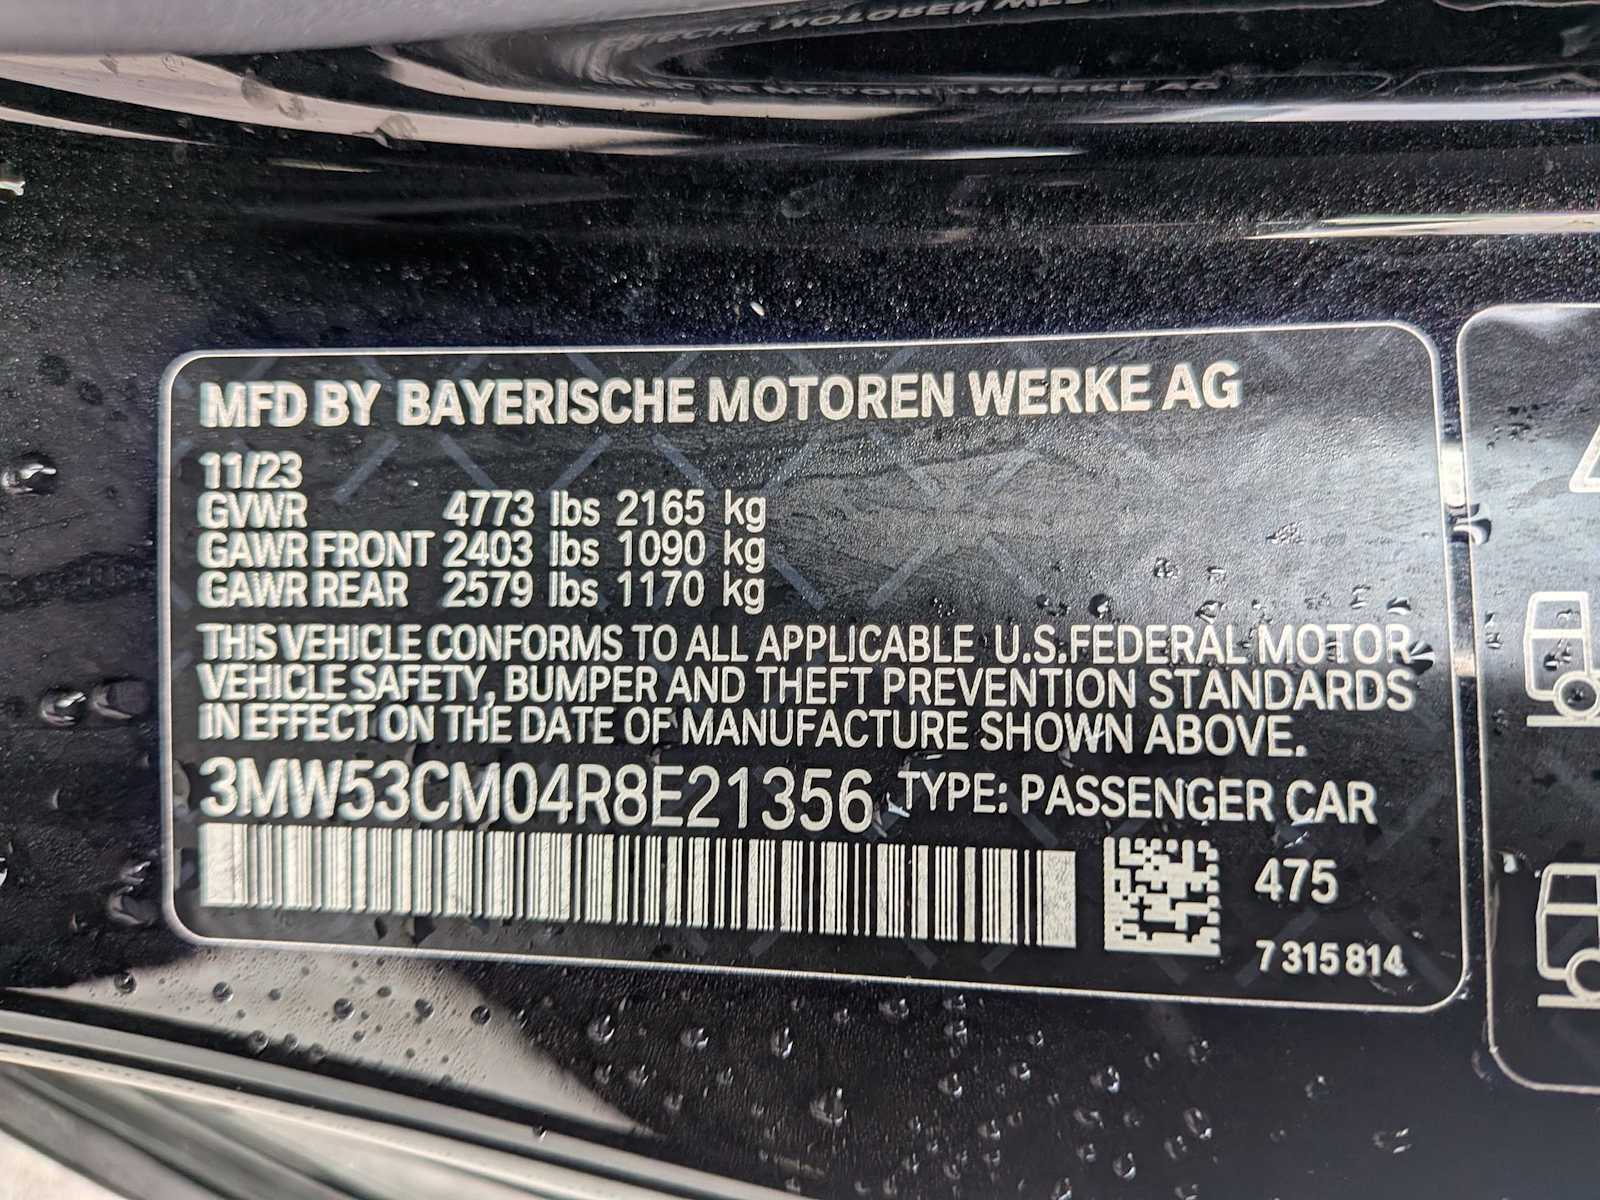 MFD BY BAYERISCHE MOTOREN WERKE AG
11/23
GVWR 4773 lbs 2165 kg
GAWR FRONT 2403 lbs 1090 kg
GAWR REAR 2579 lbs 1170 kg
THIS VEHICLE CONFORMS TO ALL APPLICABLE U.S.FEDERAL MOTOR
VEHICLE SAFETY, BUMPER AND THEFT PREVENTION STANDARDS
IN EFFECT ON THE DATE OF MANUFACTURE SHOWN ABOVE.
3MW53CM04R8E21356 TYPE: PASSENGER CAR
475
7 315 814